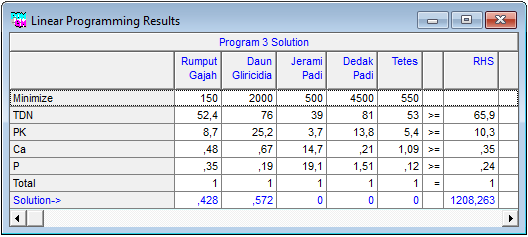 Linear Programming Results
Program 3 Solution
Rumput Gajah Daun Gliricidia Jerami Padi Dedak Padi Tetes RHS
Minimize 150 2000 500 4500 550
TDN 52,4 76 39 81 53 >= 65,9
PK 8,7 25,2 3,7 13,8 5,4 >= 10,3
Ca ,48 ,67 14,7 ,21 1,09 >= ,35
P ,35 ,19 19,1 1,51 ,12 >= ,24
Total 1 1 1 1 1 = 1
Solution-> ,428 ,572 0 0 0 1208,263